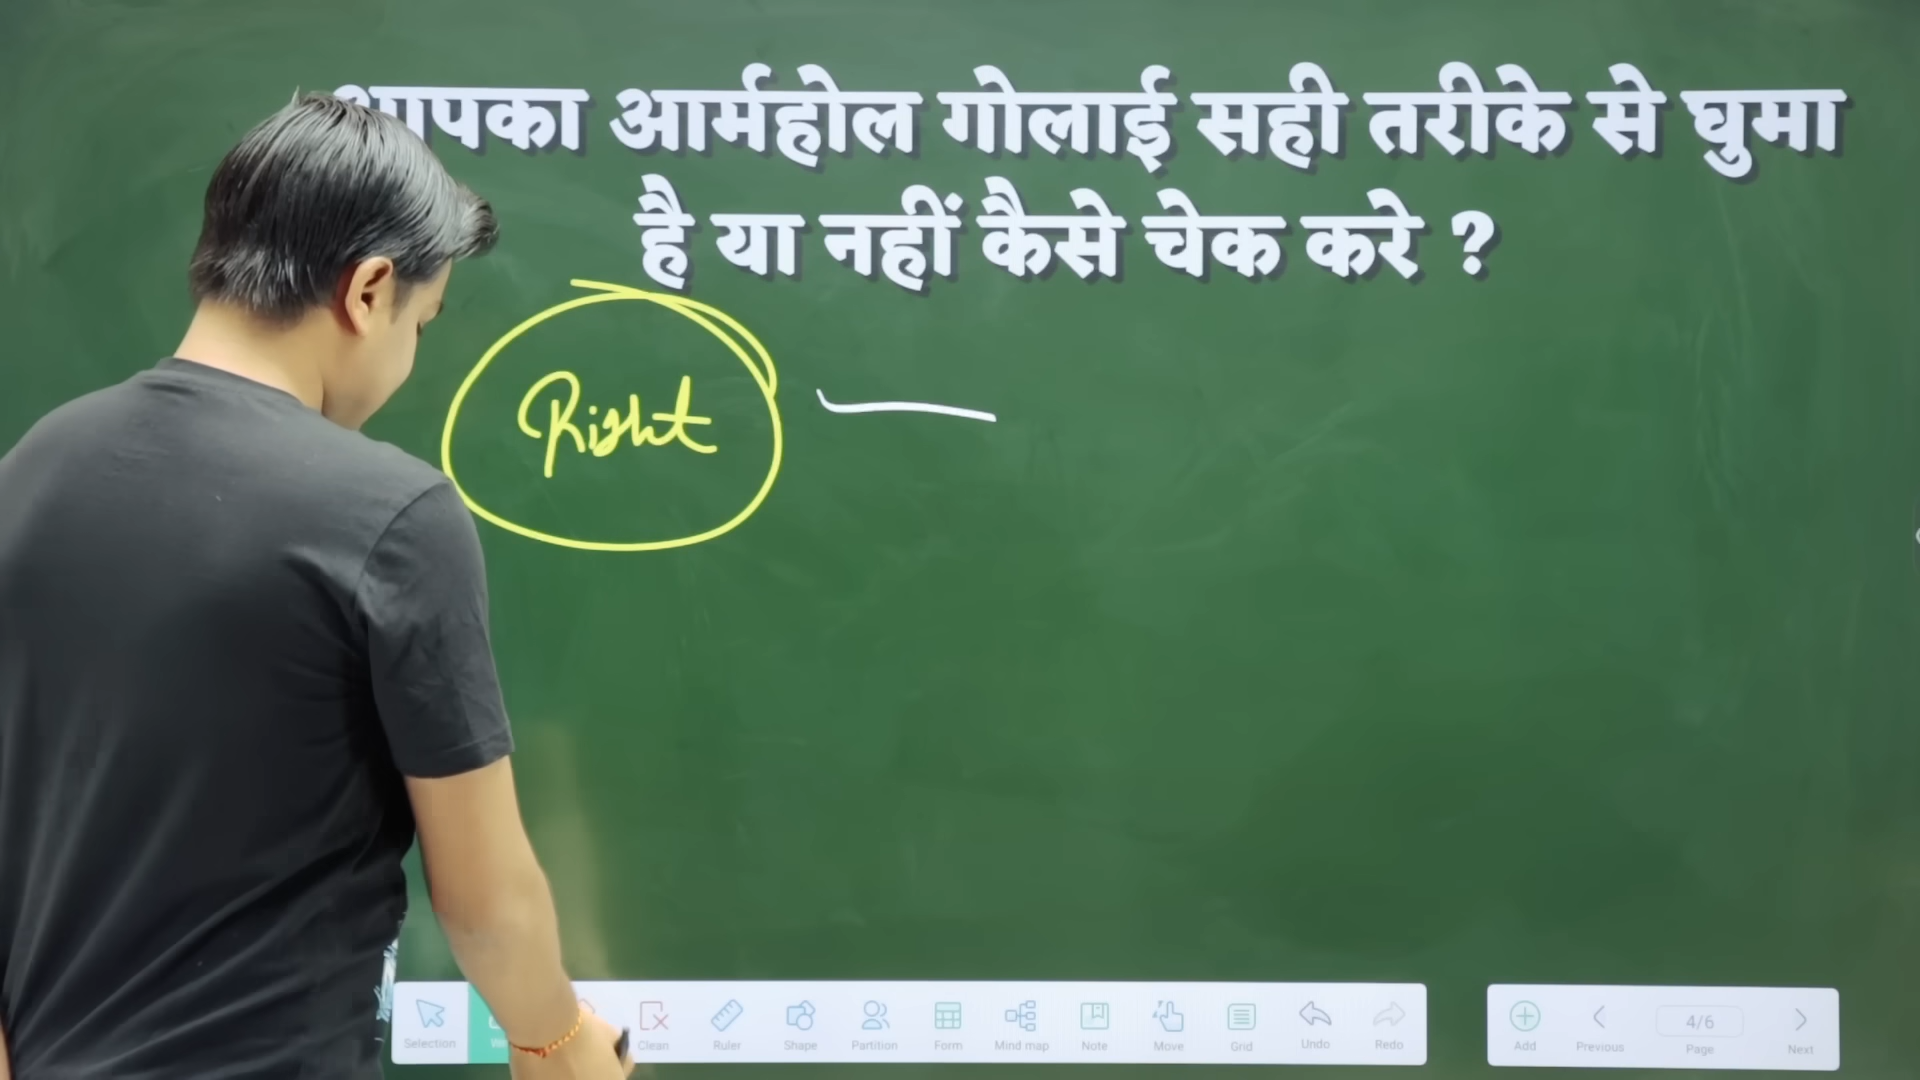 आपका आर्महोल गोलाई सही तरीके से घुमा
है या नहीं कैसे चेक करे ?
Right
Selection
Clean
Ruler
Shape
Partition
Form
Mind map
Note
Move
Grid
Undo
Redo
Add
Previous
4/6
Page
Next